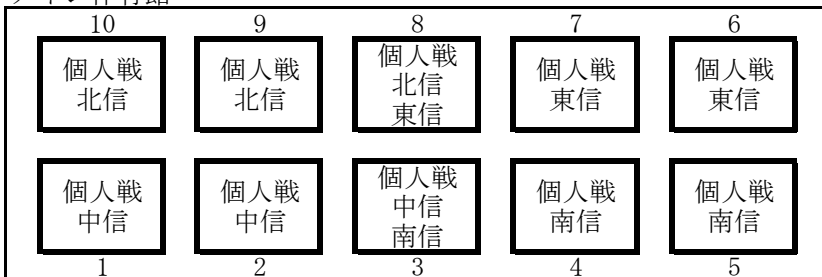 10 9 8 7 6
個人戦
北信
個人戦
北信
個人戦
北信
東信
個人戦
東信
個人戦
東信
個人戦
中信
個人戦
中信
個人戦
中信
南信
個人戦
南信
個人戦
南信
1 2 3 4 5